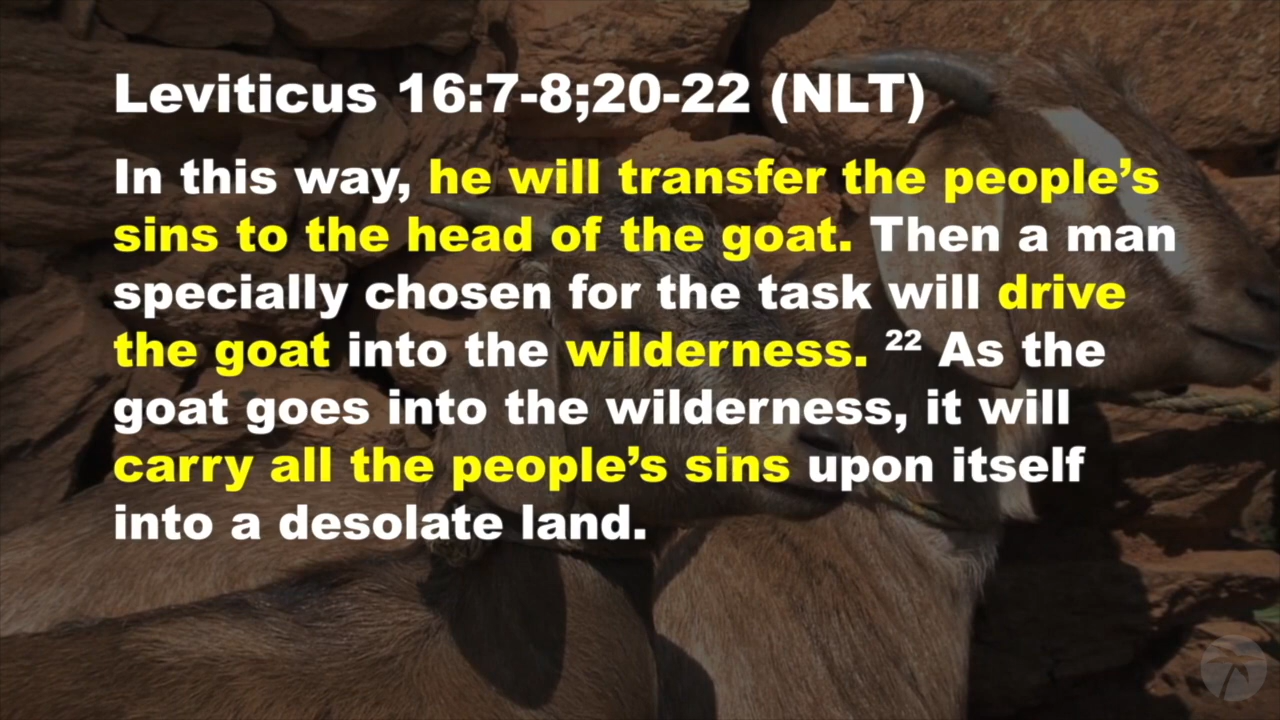 Leviticus 16:7-8;20-22 (NLT)
In this way, he will transfer the people’s
sins to the head of the goat. Then a man
specially chosen for the task will drive
the goat into the wilderness. ²² As the
goat goes into the wilderness, it will
carry all the people’s sins upon itself
into a desolate land.